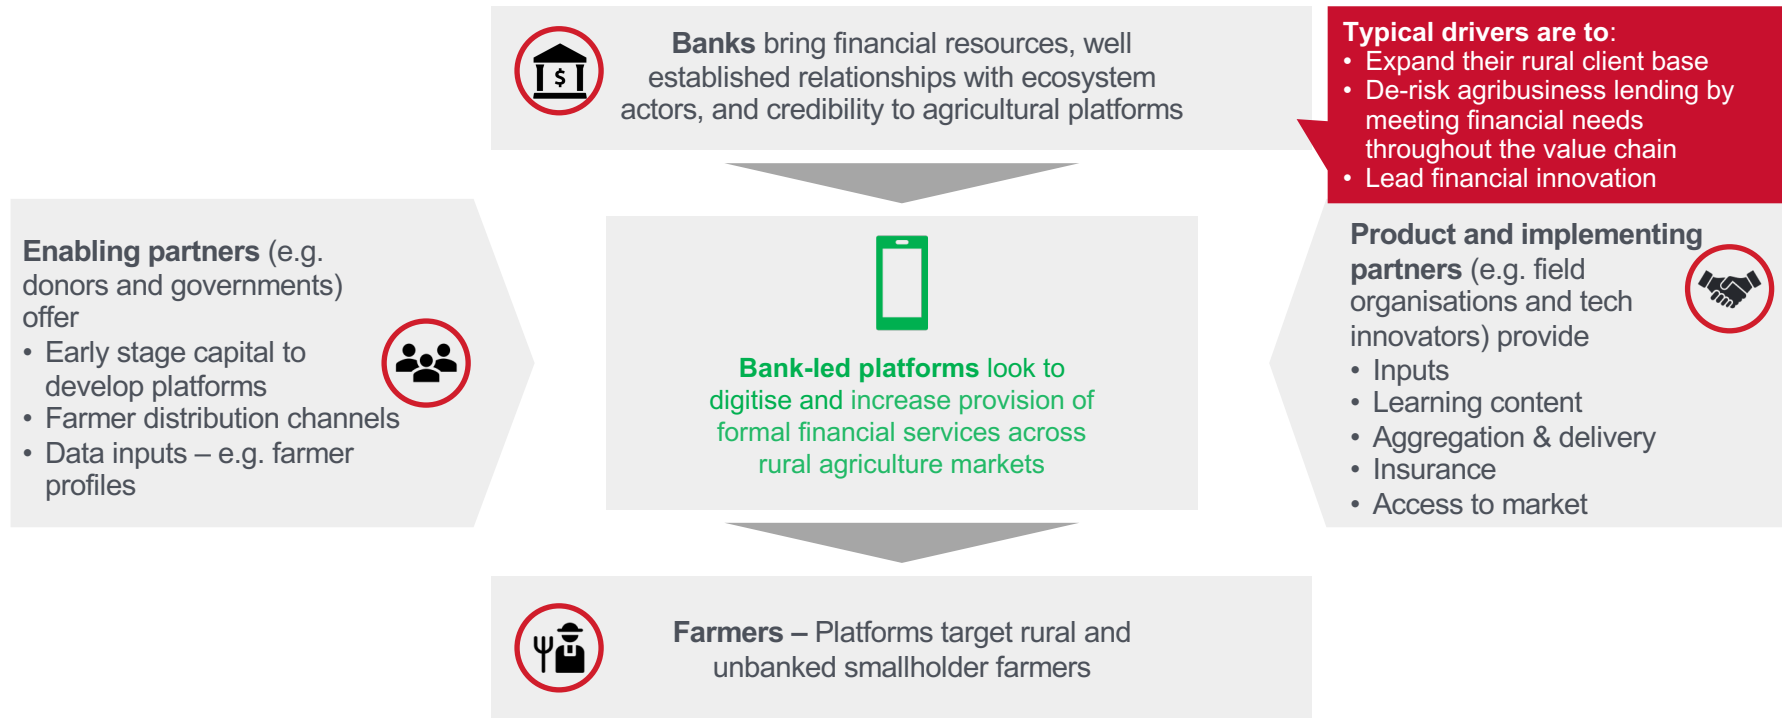 Banks bring financial resources, well
established relationships with ecosystem
actors, and credibility to agricultural platforms
Typical drivers are to:
• Expand their rural client base
• De-risk agribusiness lending by
meeting financial needs
throughout the value chain
• Lead financial innovation
Enabling partners (e.g.
donors and governments)
offer
• Early stage capital to
develop platforms
• Farmer distribution channels
• Data inputs – e.g. farmer
profiles
$
Bank-led platforms look to
digitise and increase provision of
formal financial services across
rural agriculture markets
Product and implementing
partners (e.g. field
organisations and tech
innovators) provide
• Inputs
• Learning content
• Aggregation & delivery
• Insurance
• Access to market
Farmers – Platforms target rural and
unbanked smallholder farmers